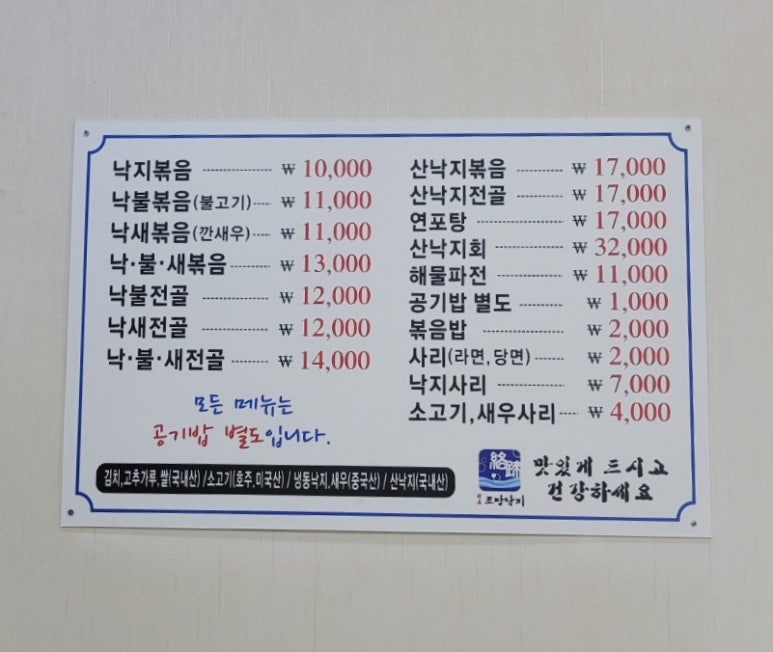 낙지볶음 ₩ 10,000
낙불볶음(불고기) ₩ 11,000
낙새볶음(깐새우) ₩ 11,000
낙·불·새볶음 ₩ 13,000
낙불전골 ₩ 12,000
낙새전골 ₩ 12,000
낙·불·새전골 ₩ 14,000
모든 메뉴는
공기밥 별도입니다.
산낙지볶음 ₩ 17,000
산낙지전골 ₩ 17,000
연포탕 ₩ 17,000
산낙지회 ₩ 32,000
해물파전 ₩ 11,000
공기밥 별도 ₩ 1,000
볶음밥 ₩ 2,000
사리(라면, 당면) ₩ 2,000
낙지사리 ₩ 7,000
소고기,새우사리 ₩ 4,000
김치,고추가루,쌀(국내산) /소고기(호주.미국산) / 냉동낙지.새우(중국산) / 산낙지(국내산)
조방낙지
맛있게 드시고
건강하세요